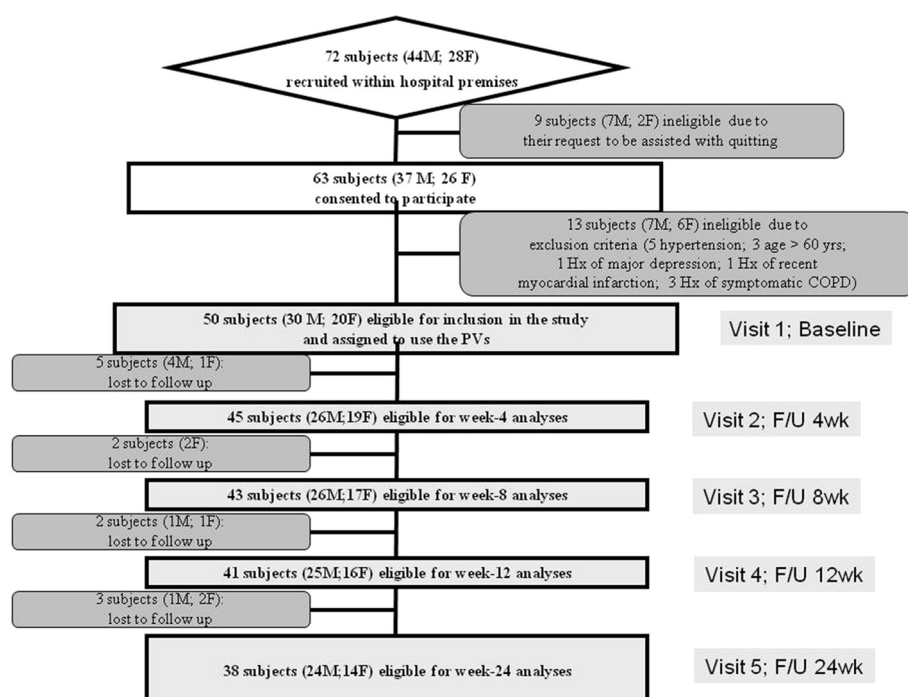 72 subjects (44M; 28F)
recruited within hospital premises
9 subjects (7M; 2F) ineligible due to
their request to be assisted with quitting
63 subjects (37 M; 26 F)
consented to participate
13 subjects (7M; 6F) ineligible due to
exclusion criteria (5 hypertension; 3 age > 60 yrs;
1 Hx of major depression; 1 Hx of recent
myocardial infarction; 3 Hx of symptomatic COPD)
50 subjects (30 M; 20F) eligible for inclusion in the study
and assigned to use the PVs
Visit 1; Baseline
5 subjects (4M; 1F):
lost to follow up
45 subjects (26M;19F) eligible for week-4 analyses
Visit 2; F/U 4wk
2 subjects (2F):
lost to follow up
43 subjects (26M;17F) eligible for week-8 analyses
Visit 3; F/U 8wk
2 subjects (1M; 1F):
lost to follow up
41 subjects (25M;16F) eligible for week-12 analyses
Visit 4; F/U 12wk
3 subjects (1M; 2F):
lost to follow up
38 subjects (24M;14F) eligible for week-24 analyses
Visit 5; F/U 24wk